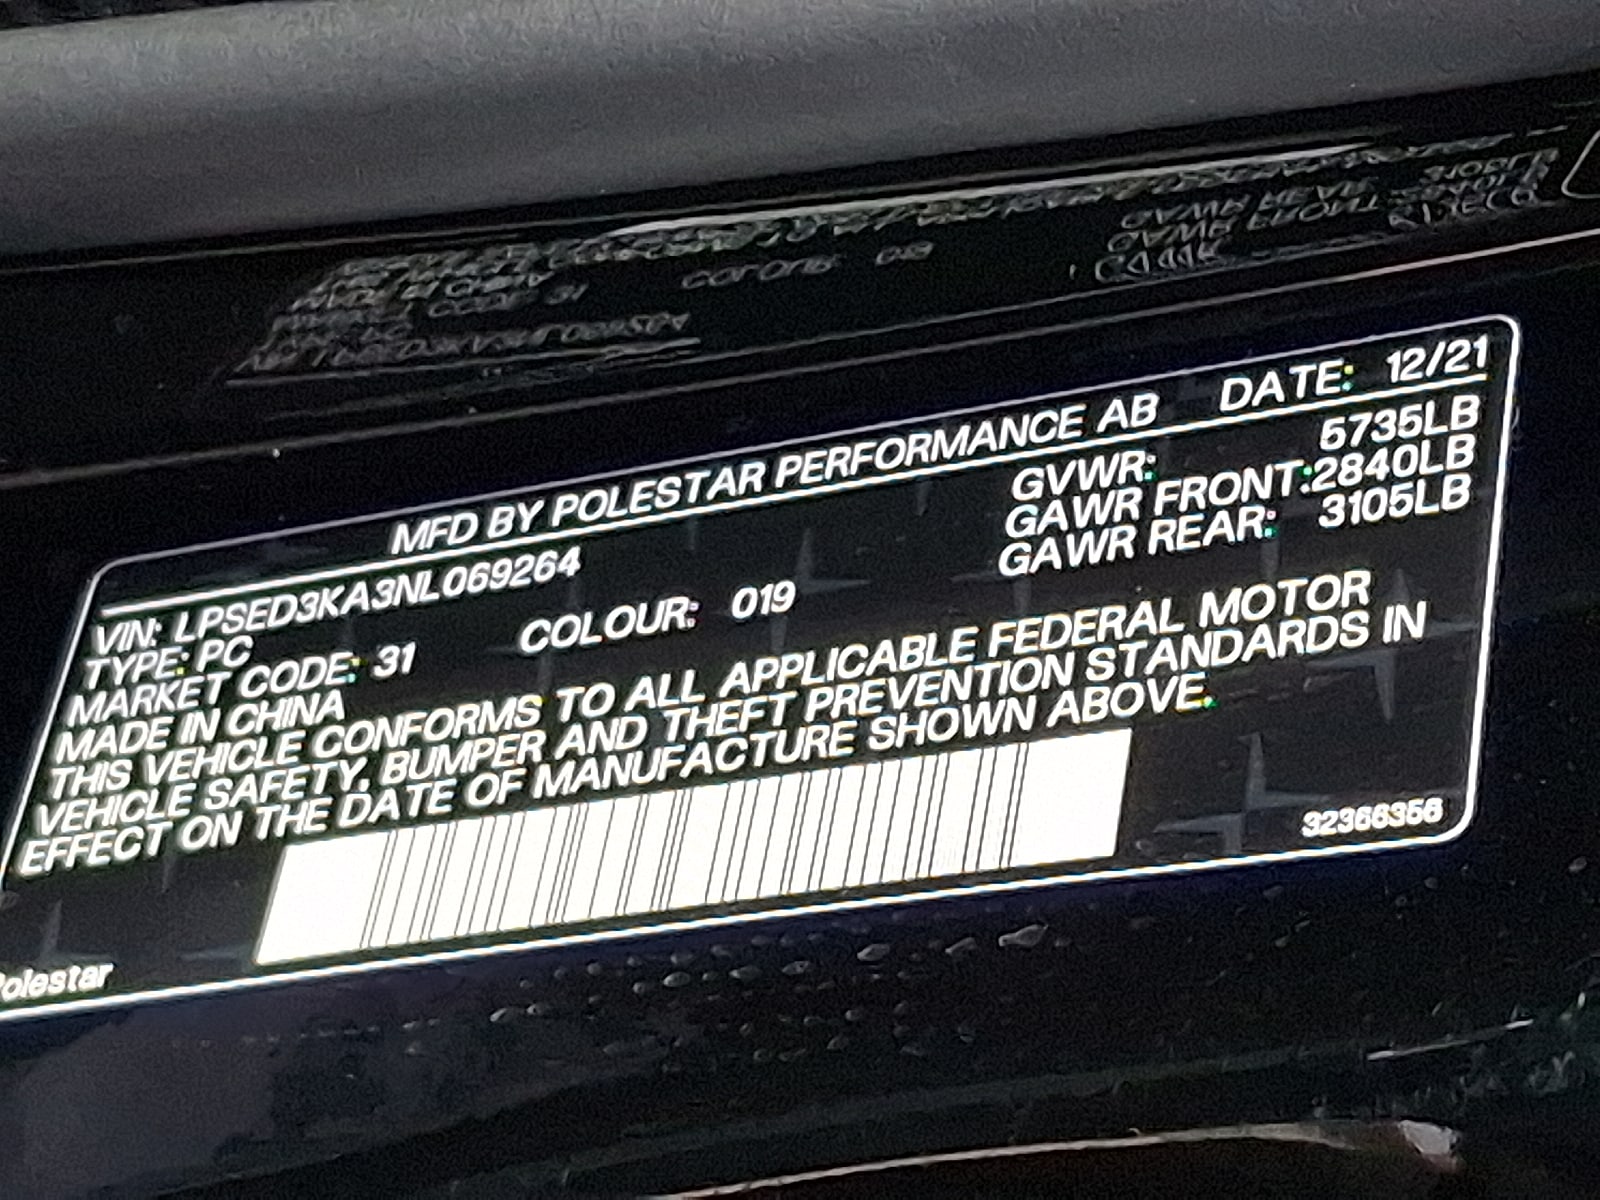 MFD BY POLESTAR PERFORMANCE AB DATE: 12/21
VIN: LPSED3KA3NL069264 GVWR: 5735LB
TYPE: PC GAWR FRONT:2840LB
MARKET CODE: 31 COLOUR: 019 GAWR REAR: 3105LB
MADE IN CHINA
THIS VEHICLE CONFORMS TO ALL APPLICABLE FEDERAL MOTOR
VEHICLE SAFETY, BUMPER AND THEFT PREVENTION STANDARDS IN
EFFECT ON THE DATE OF MANUFACTURE SHOWN ABOVE.
32366356
Polestar